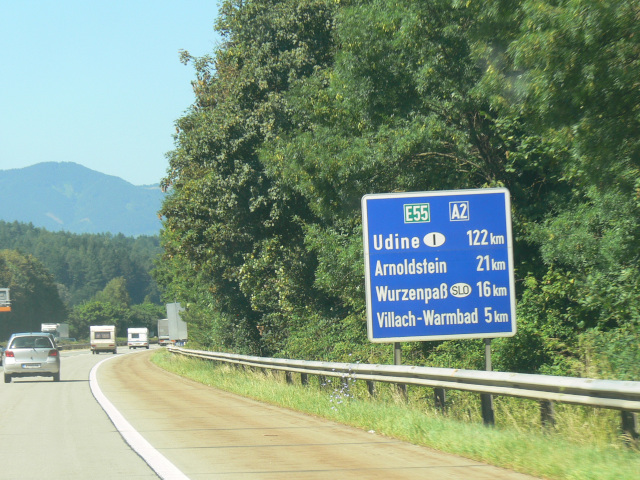 E55 A2
Udine I 122 km
Arnoldstein 21 km
Wurzenpaß SLO 16 km
Villach-Warmbad 5 km